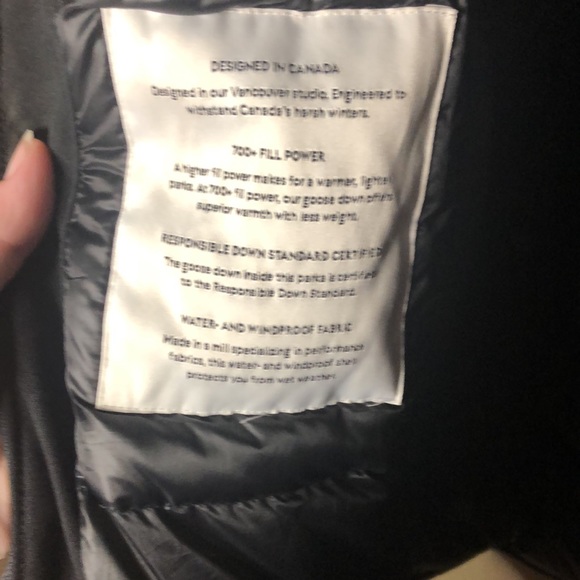 DESIGNED IN CANADA
Designed in our Vancouver studio. Engineered to
withstand Canada's harsh winters.
700+ FILL POWER
A higher fill power makes for a warmer, lighter
parka. At 700+ fill power, our goose down offers
superior warmth with less weight.
RESPONSIBLE DOWN STANDARD CERTIFIED
The goose down inside this parka is certified
to the Responsible Down Standard.
WATER- AND WINDPROOF FABRIC
Made in a mill specializing in performance
fabrics, this water- and windproof shell
protects you from wet weather.